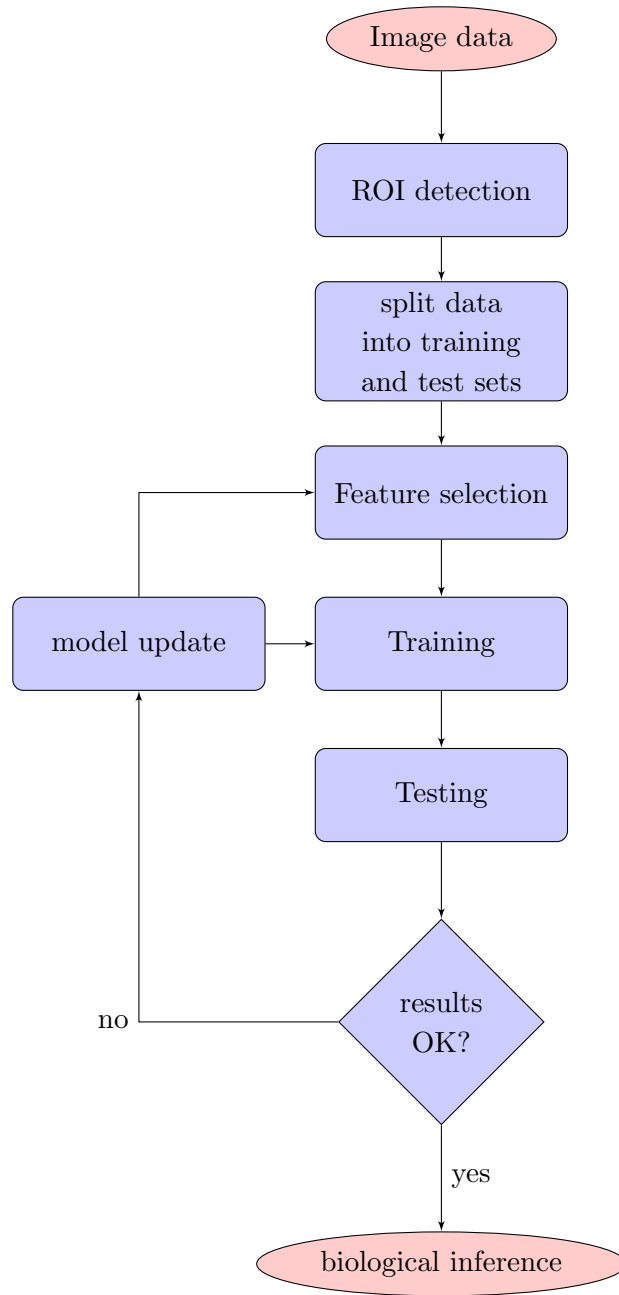 Image data
ROI detection
split data
into training
and test sets
Feature selection
model update
Training
Testing
results
OK?
no
yes
biological inference